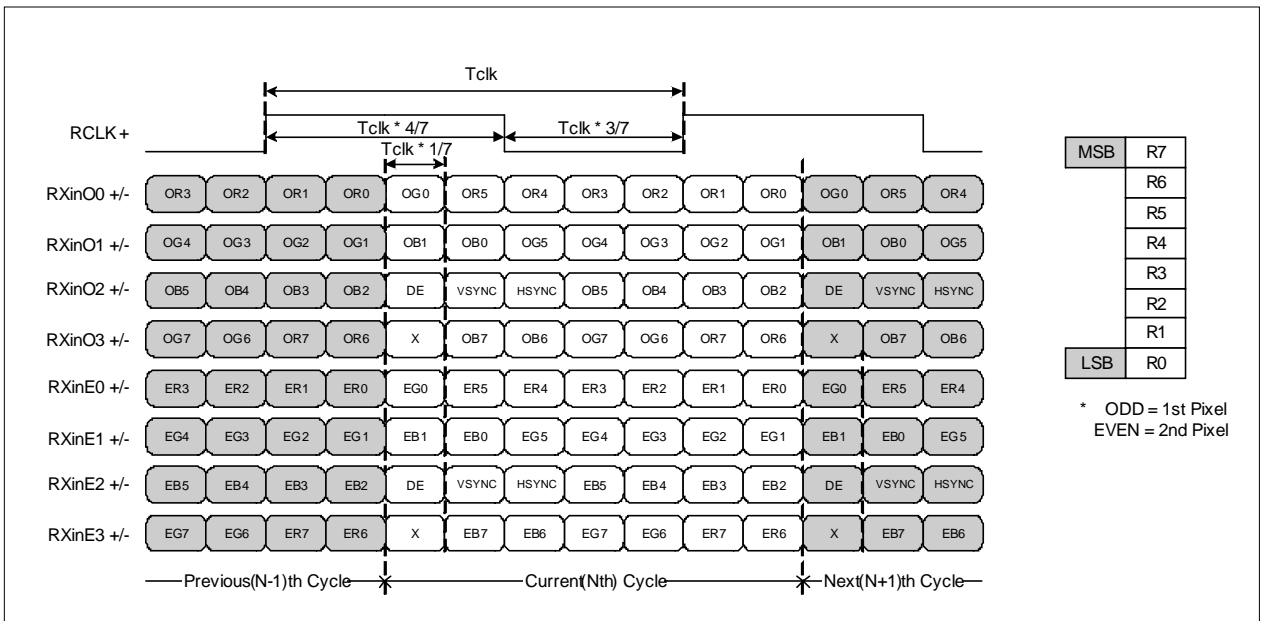 Tclk
RCLK +
Tclk * 4/7
Tclk * 3/7
Tclk * 1/7
RXinO0 +/- OR3 OR2 OR1 OR0 OG0 OR5 OR4 OR3 OR2 OR1 OR0 OG0 OR5 OR4
RXinO1 +/- OG4 OG3 OG2 OG1 OB1 OB0 OG5 OG4 OG3 OG2 OG1 OB1 OB0 OG5
RXinO2 +/- OB5 OB4 OB3 OB2 DE VSYNC HSYNC OB5 OB4 OB3 OB2 DE VSYNC HSYNC
RXinO3 +/- OG7 OG6 OR7 OR6 X OB7 OB6 OG7 OG6 OR7 OR6 X OB7 OB6
RXinE0 +/- ER3 ER2 ER1 ER0 EG0 ER5 ER4 ER3 ER2 ER1 ER0 EG0 ER5 ER4
RXinE1 +/- EG4 EG3 EG2 EG1 EB1 EB0 EG5 EG4 EG3 EG2 EG1 EB1 EB0 EG5
RXinE2 +/- EB5 EB4 EB3 EB2 DE VSYNC HSYNC EB5 EB4 EB3 EB2 DE VSYNC HSYNC
RXinE3 +/- EG7 EG6 ER7 ER6 X EB7 EB6 EG7 EG6 ER7 ER6 X EB7 EB6
Previous(N-1)th Cycle Current(Nth) Cycle Next(N+1)th Cycle
MSB R7
R6
R5
R4
R3
R2
R1
LSB R0
* ODD = 1st Pixel
EVEN = 2nd Pixel